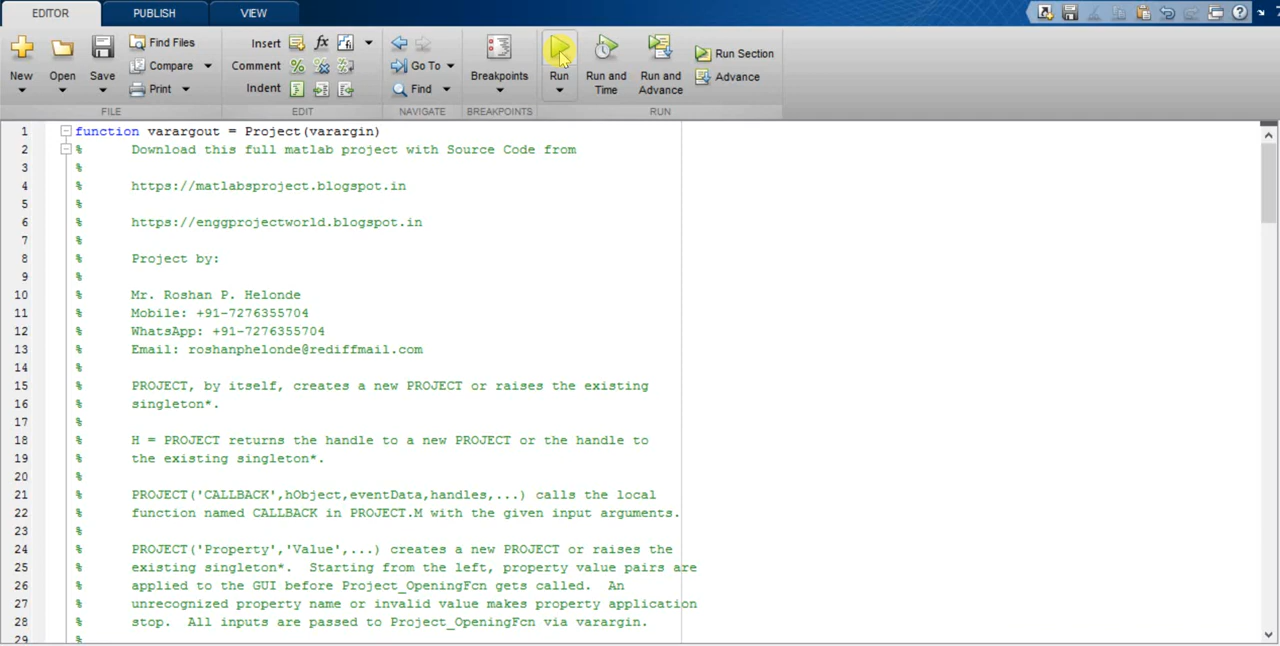 EDITOR PUBLISH VIEW
New Open Save Find Files Compare Print
Insert Comment Indent
Go To Find
Breakpoints
Run Run and Time Run and Advance Run Section Advance
FILE EDIT NAVIGATE BREAKPOINTS RUN
1 function varargout = Project(varargin)
2 % Download this full matlab project with Source Code from
3 %
4 % https://matlabsproject.blogspot.in
5 %
6 % https://enggprojectworld.blogspot.in
7 %
8 % Project by:
9 %
10 % Mr. Roshan P. Helonde
11 % Mobile: +91-7276355704
12 % WhatsApp: +91-7276355704
13 % Email: roshanphelonde@rediffmail.com
14 %
15 % PROJECT, by itself, creates a new PROJECT or raises the existing
16 % singleton*.
17 %
18 % H = PROJECT returns the handle to a new PROJECT or the handle to
19 % the existing singleton*.
20 %
21 % PROJECT('CALLBACK',hObject,eventData,handles,...) calls the local
22 % function named CALLBACK in PROJECT.M with the given input arguments.
23 %
24 % PROJECT('Property','Value',...) creates a new PROJECT or raises the
25 % existing singleton*.  Starting from the left, property value pairs are
26 % applied to the GUI before Project_OpeningFcn gets called.  An
27 % unrecognized property name or invalid value makes property application
28 % stop.  All inputs are passed to Project_OpeningFcn via varargin.
29 %